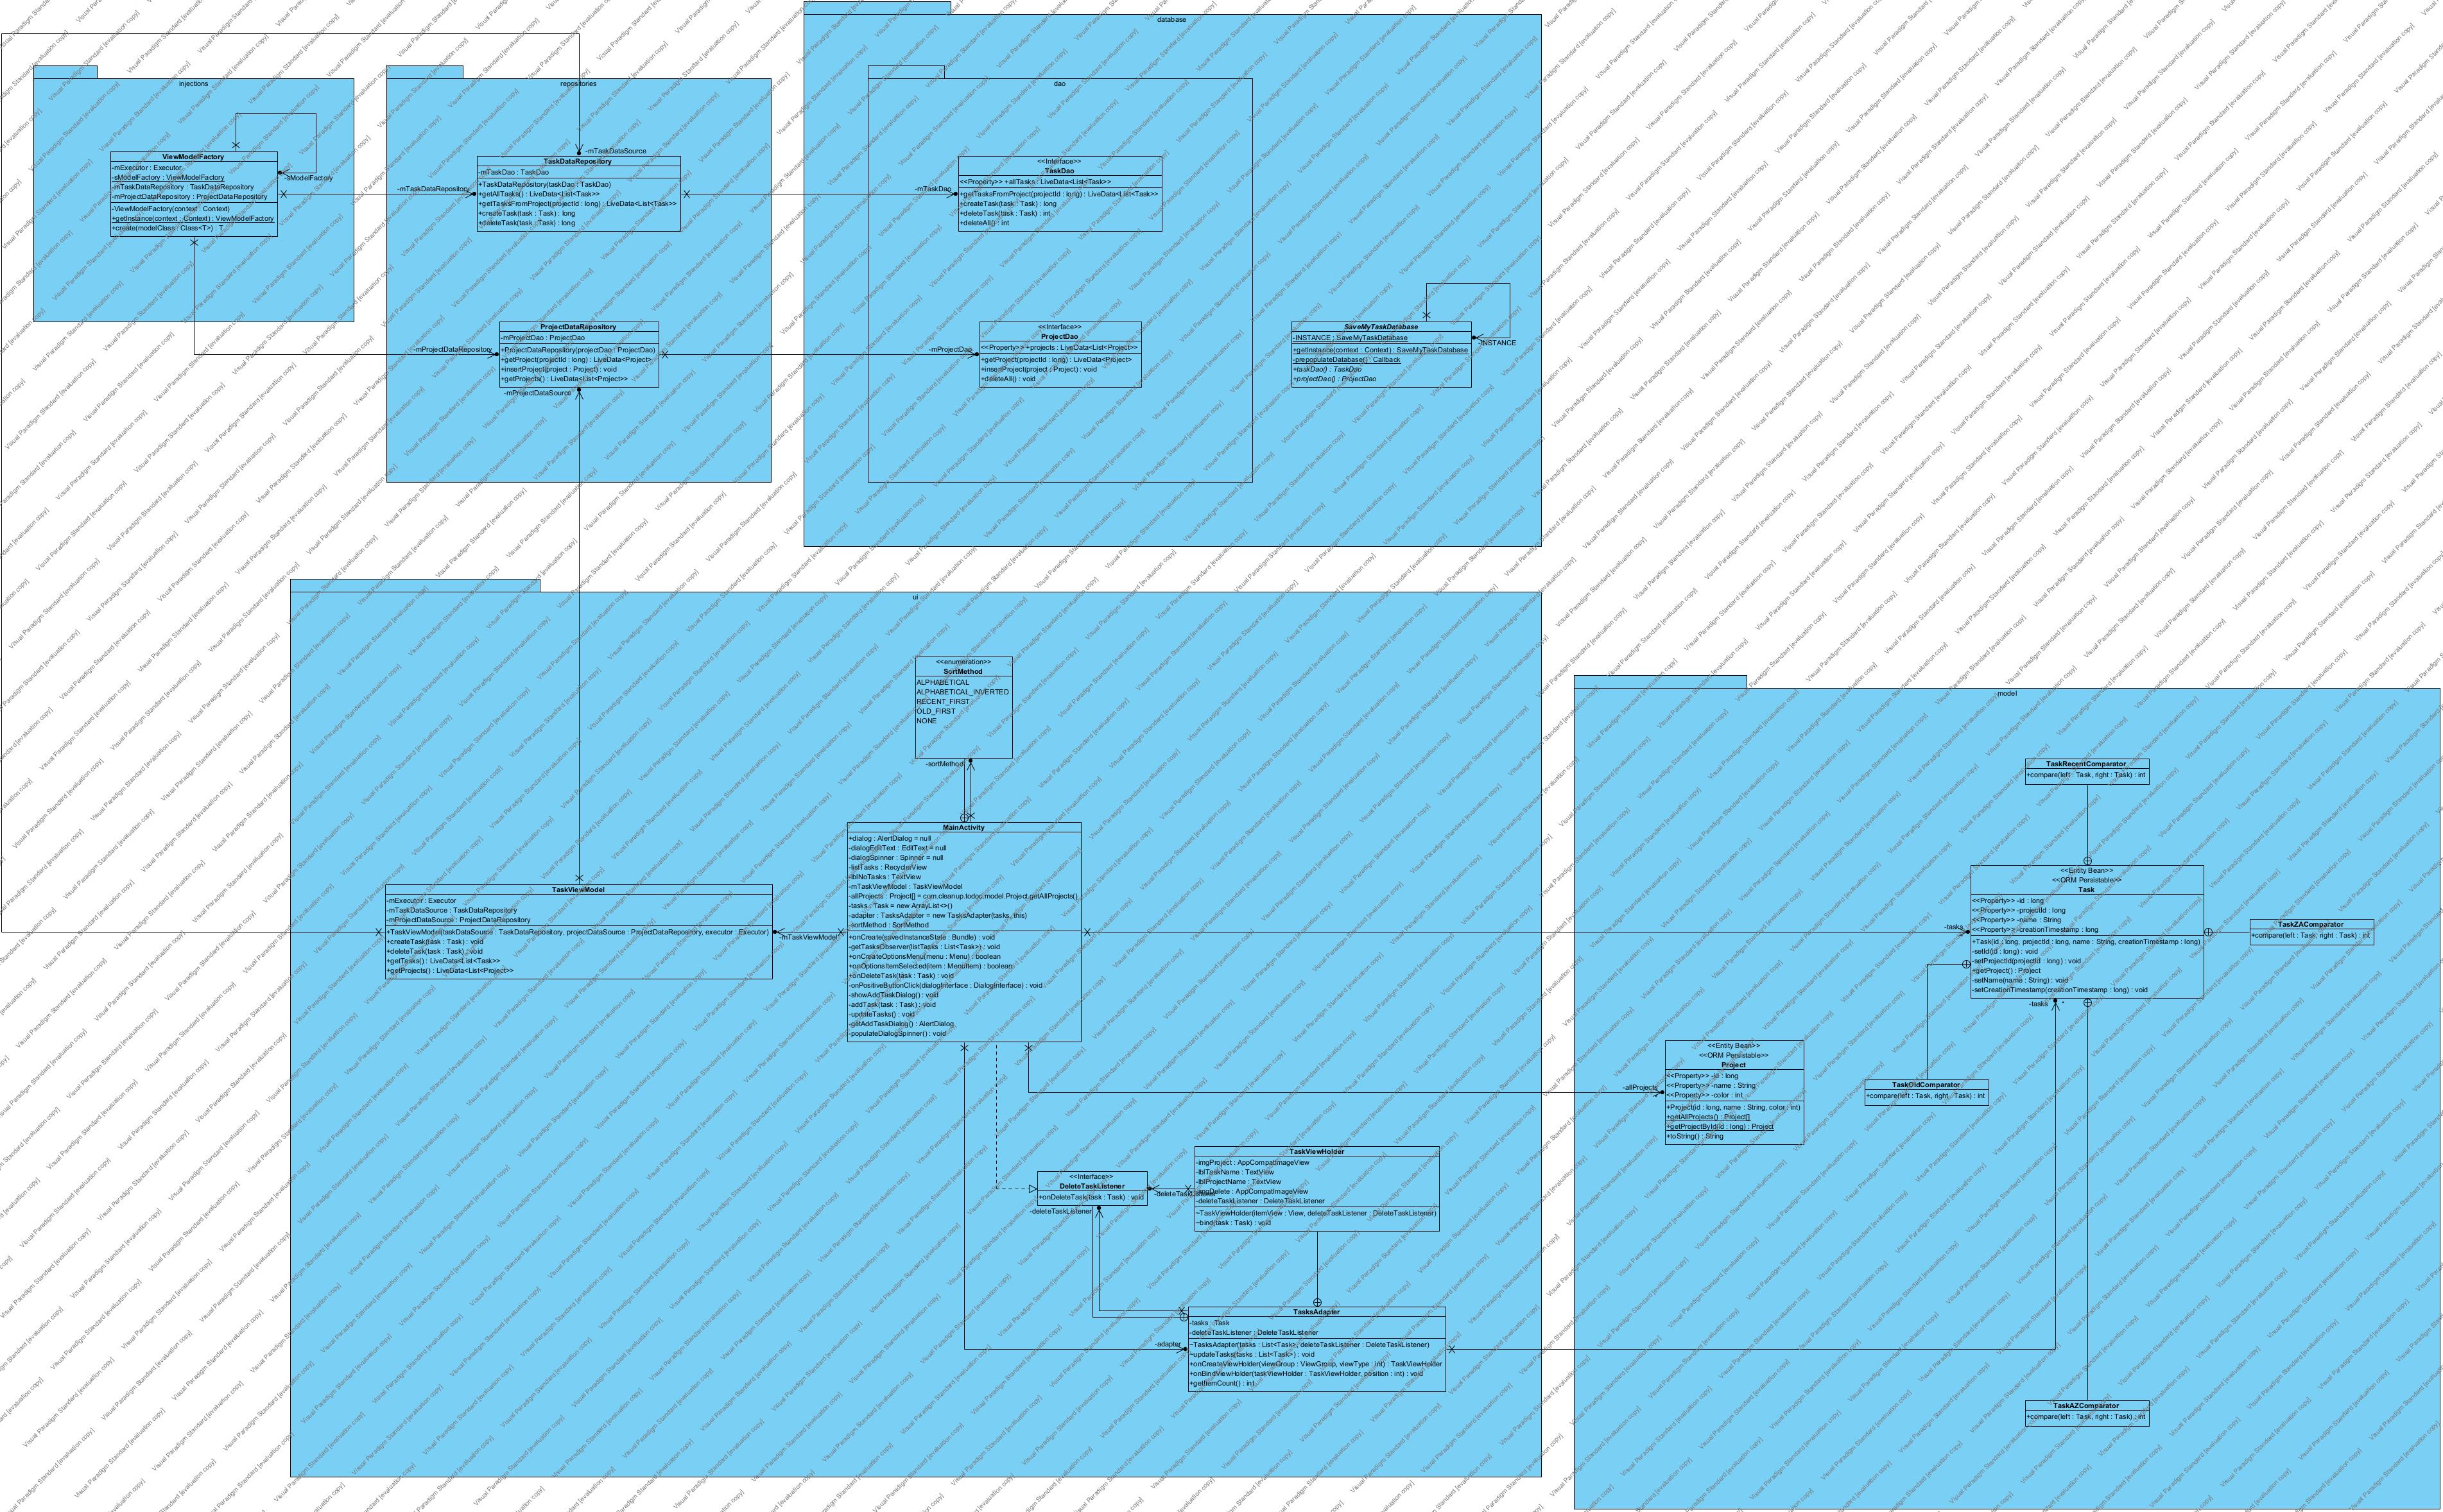 database
injections
repositories
dao
ViewModelFactory
-mExecutor : Executor
-sModelFactory : ViewModelFactory
-mTaskDataRepository : TaskDataRepository
-mProjectDataRepository : ProjectDataRepository
-ViewModelFactory(context : Context)
+getInstance(context : Context) : ViewModelFactory
+create(modelClass : Class<T>) : T
-sModelFactory
-mTaskDataRepository
-mTaskDataSource
TaskDataRepository
-mTaskDao : TaskDao
+TaskDataRepository(taskDao : TaskDao)
+getAllTasks() : LiveData<List<Task>>
+getTasksFromProject(projectId : long) : LiveData<List<Task>>
+createTask(task : Task) : long
+deleteTask(task : Task) : long
-mTaskDao
<<Interface>>
TaskDao
<<Property>> +allTasks : LiveData<List<Task>>
+getTasksFromProject(projectId : long) : LiveData<List<Task>>
+createTask(task : Task) : long
+deleteTask(task : Task) : int
+deleteAll() : int
-mProjectDataRepository
ProjectDataRepository
-mProjectDao : ProjectDao
+ProjectDataRepository(projectDao : ProjectDao)
+getProject(projectId : long) : LiveData<Project>
+insertProject(project : Project) : void
+getProjects() : LiveData<List<Project>>
-mProjectDataSource
-mProjectDao
<<Interface>>
ProjectDao
<<Property>> +projects : LiveData<List<Project>>
+getProject(projectId : long) : LiveData<Project>
+insertProject(project : Project) : void
+deleteAll() : void
SaveMyTaskDatabase
-INSTANCE : SaveMyTaskDatabase
+getInstance(context : Context) : SaveMyTaskDatabase
-prepopulateDatabase() : Callback
+taskDao() : TaskDao
+projectDao() : ProjectDao
-INSTANCE
ui
<<enumeration>>
SortMethod
ALPHABETICAL
ALPHABETICAL_INVERTED
RECENT_FIRST
OLD_FIRST
NONE
-sortMethod
MainActivity
+dialog : AlertDialog = null
-dialogEditText : EditText = null
-dialogSpinner : Spinner = null
-listTasks : RecyclerView
-lblNoTasks : TextView
-mTaskViewModel : TaskViewModel
-allProjects : Project[] = com.cleanup.todoc.model.Project.getAllProjects()
-tasks : Task = new ArrayList<>()
-adapter : TasksAdapter = new TasksAdapter(tasks, this)
-sortMethod : SortMethod
+onCreate(savedInstanceState : Bundle) : void
-getTasksObserver(listTasks : List<Task>) : void
+onCreateOptionsMenu(menu : Menu) : boolean
+onOptionsItemSelected(item : MenuItem) : boolean
+onDeleteTask(task : Task) : void
-onPositiveButtonClick(dialogInterface : DialogInterface) : void
-showAddTaskDialog() : void
-addTask(task : Task) : void
-updateTasks() : void
-getAddTaskDialog() : AlertDialog
-populateDialogSpinner() : void
TaskViewModel
-mExecutor : Executor
-mTaskDataSource : TaskDataRepository
-mProjectDataSource : ProjectDataRepository
+TaskViewModel(taskDataSource : TaskDataRepository, projectDataSource : ProjectDataRepository, executor : Executor)
+createTask(task : Task) : void
+deleteTask(task : Task) : void
+getTasks() : LiveData<List<Task>>
+getProjects() : LiveData<List<Project>>
-mTaskViewModel
<<Interface>>
DeleteTaskListener
+onDeleteTask(task : Task) : void
-deleteTaskListener
-deleteTaskListener
TaskViewHolder
-imgProject : AppCompatImageView
-lblTaskName : TextView
-lblProjectName : TextView
-imgDelete : AppCompatImageView
-deleteTaskListener : DeleteTaskListener
~TaskViewHolder(itemView : View, deleteTaskListener : DeleteTaskListener)
~bind(task : Task) : void
-adapter
TasksAdapter
-tasks : Task
-deleteTaskListener : DeleteTaskListener
~TasksAdapter(tasks : List<Task>, deleteTaskListener : DeleteTaskListener)
~updateTasks(tasks : List<Task>) : void
+onCreateViewHolder(viewGroup : ViewGroup, viewType : int) : TaskViewHolder
+onBindViewHolder(taskViewHolder : TaskViewHolder, position : int) : void
+getItemCount() : int
model
TaskRecentComparator
+compare(left : Task, right : Task) : int
-tasks
<<Entity Bean>>
<<ORM Persistable>>
Task
<<Property>> -id : long
<<Property>> -projectId : long
<<Property>> -name : String
<<Property>> -creationTimestamp : long
+Task(id : long, projectId : long, name : String, creationTimestamp : long)
-setId(id : long) : void
-setProjectId(projectId : long) : void
+getProject() : Project
-setName(name : String) : void
-setCreationTimestamp(creationTimestamp : long) : void
-tasks *
TaskZAComparator
+compare(left : Task, right : Task) : int
-allProjects
<<Entity Bean>>
<<ORM Persistable>>
Project
<<Property>> -id : long
<<Property>> -name : String
<<Property>> -color : int
+Project(id : long, name : String, color : int)
+getAllProjects() : Project[]
+getProjectById(id : long) : Project
+toString() : String
TaskOldComparator
+compare(left : Task, right : Task) : int
TaskAZComparator
+compare(left : Task, right : Task) : int
Visual Paradigm Standard [evaluation copy]